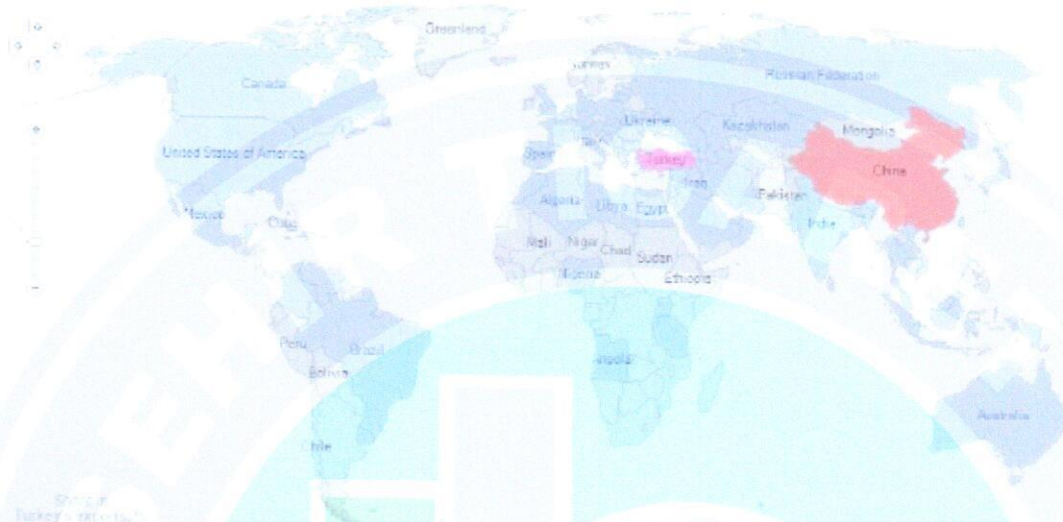 Greenland
Canada
Russian Federation
Ukraine
Kazakhstan
Mongolia
United States of America
Spain
Turkey
China
Iran
Pakistan
Mexico
Cuba
Algeria
Libya
Egypt
India
Mali
Niger
Chad
Sudan
Nigeria
Ethiopia
Peru
Brazil
Angola
Bolivia
Australia
Chile